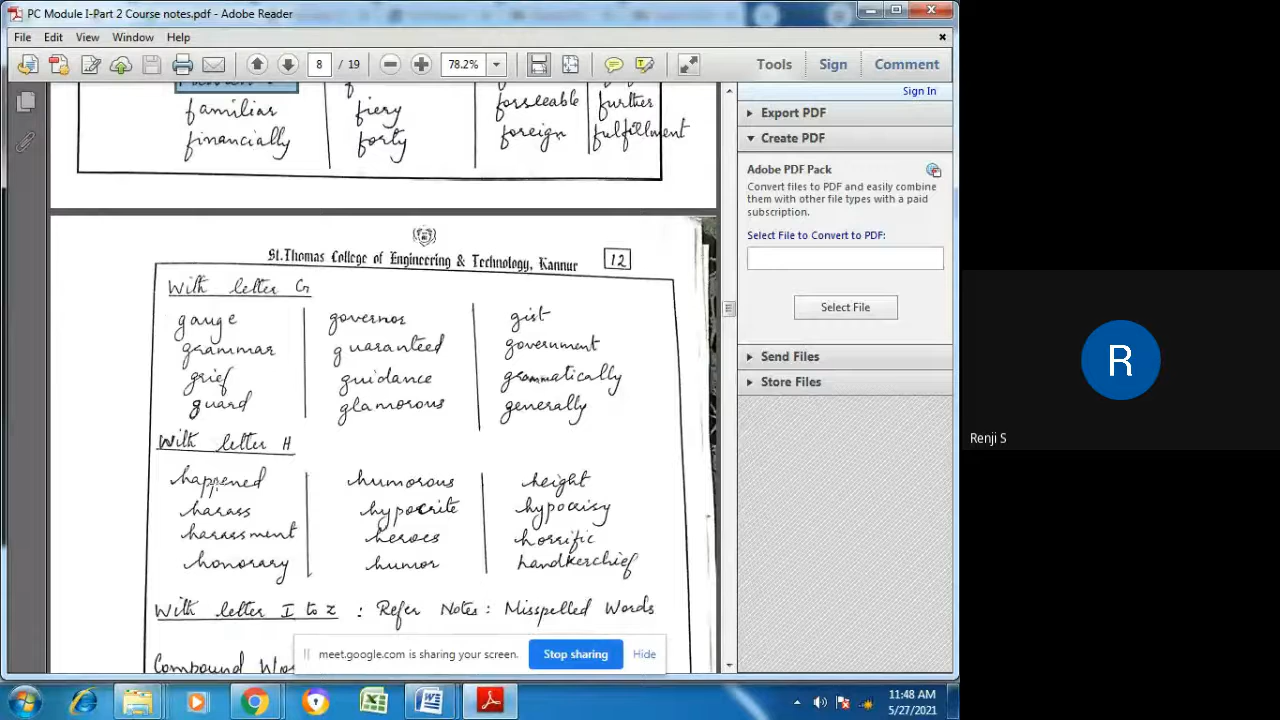 PC Module I-Part 2 Course notes.pdf - Adobe Reader
File Edit View Window Help
8 / 19 78.2% Tools Sign Comment
Sign In
familiar fiery forseeable further
financially forty foreign fulfillment
Export PDF
Create PDF
Adobe PDF Pack
Convert files to PDF and easily combine
them with other file types with a paid
subscription.
Select File to Convert to PDF:
Select File
Send Files
Store Files
St.Thomas College of Engineering & Technology, Kannur 12
With letter G
gauge governor gist
grammar guaranteed government
grief guidance grammatically
guard glamorous generally
With letter H
happened humorous height
harass hypocrite hypocrisy
harassment heroes horrific
honorary humor handkerchief
With letter I to Z : Refer Notes : Misspelled Words
Compound
meet.google.com is sharing your screen. Stop sharing Hide
R
Renji S
11:48 AM
5/27/2021